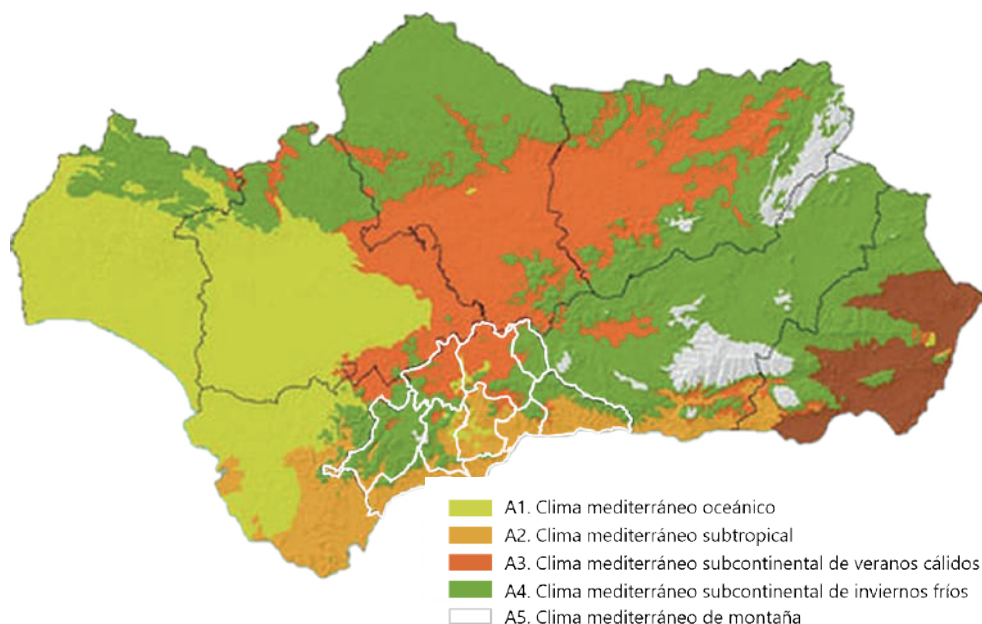 A1. Clima mediterráneo oceánico
A2. Clima mediterráneo subtropical
A3. Clima mediterráneo subcontinental de veranos cálidos
A4. Clima mediterráneo subcontinental de inviernos fríos
A5. Clima mediterráneo de montaña